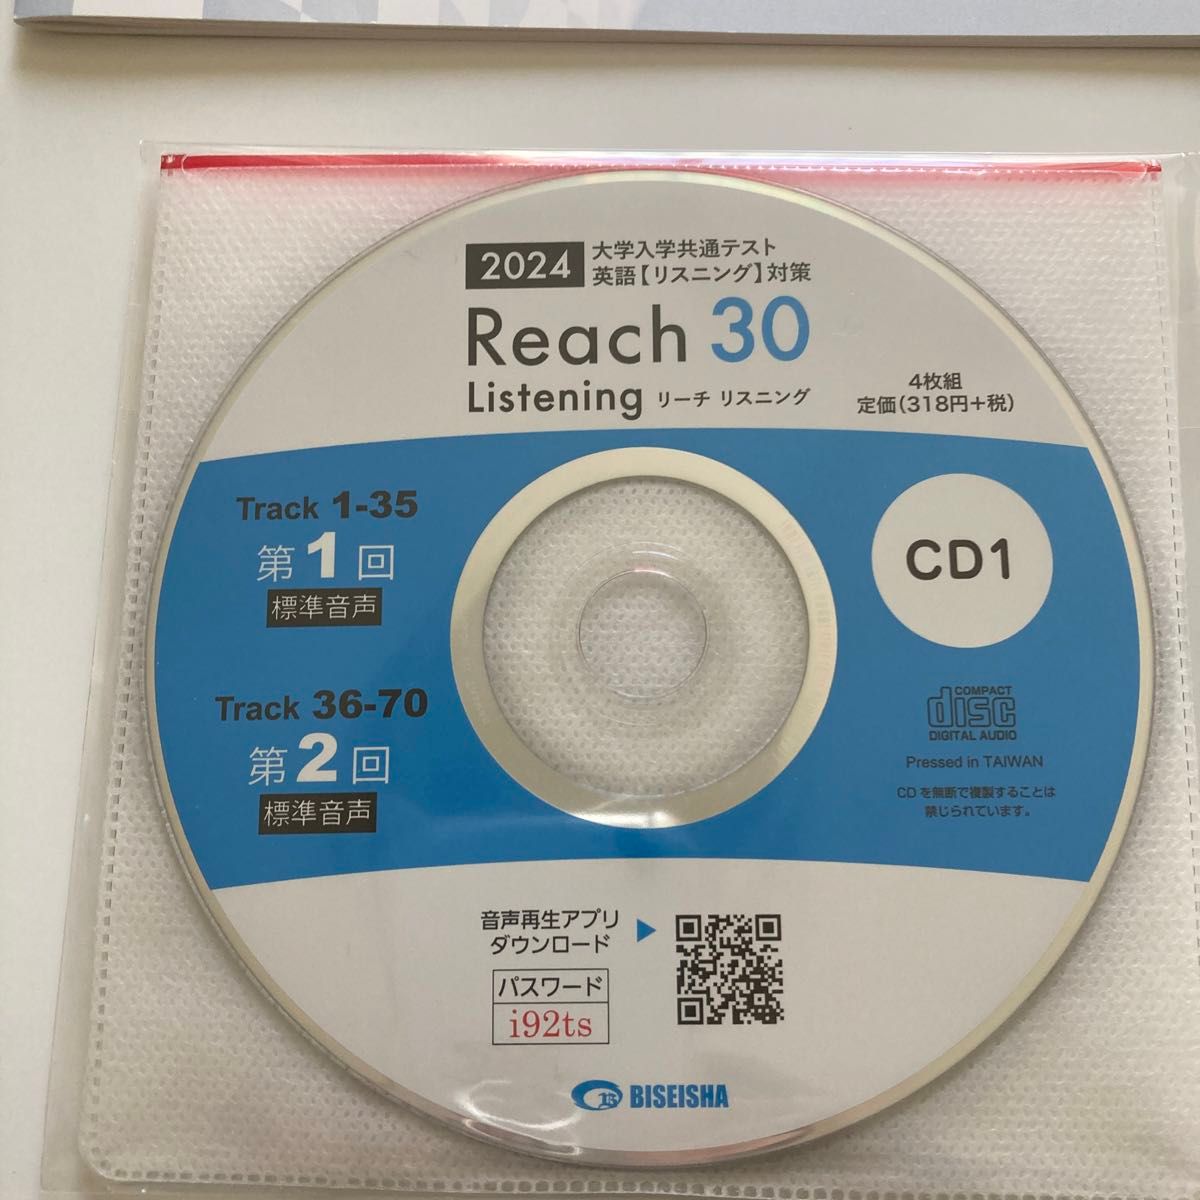 2024
大学入学共通テスト
英語【リスニング】対策
Reach 30
Listening リーチ リスニング
4枚組
定価(318円+税)
Track 1-35
第1回
標準音声
Track 36-70
第2回
標準音声
CD1
COMPACT
disc
DIGITAL AUDIO
Pressed in TAIWAN
CDを無断で複製することは
禁じられています。
音声再生アプリ
ダウンロード
パスワード
i92ts
BISEISHA